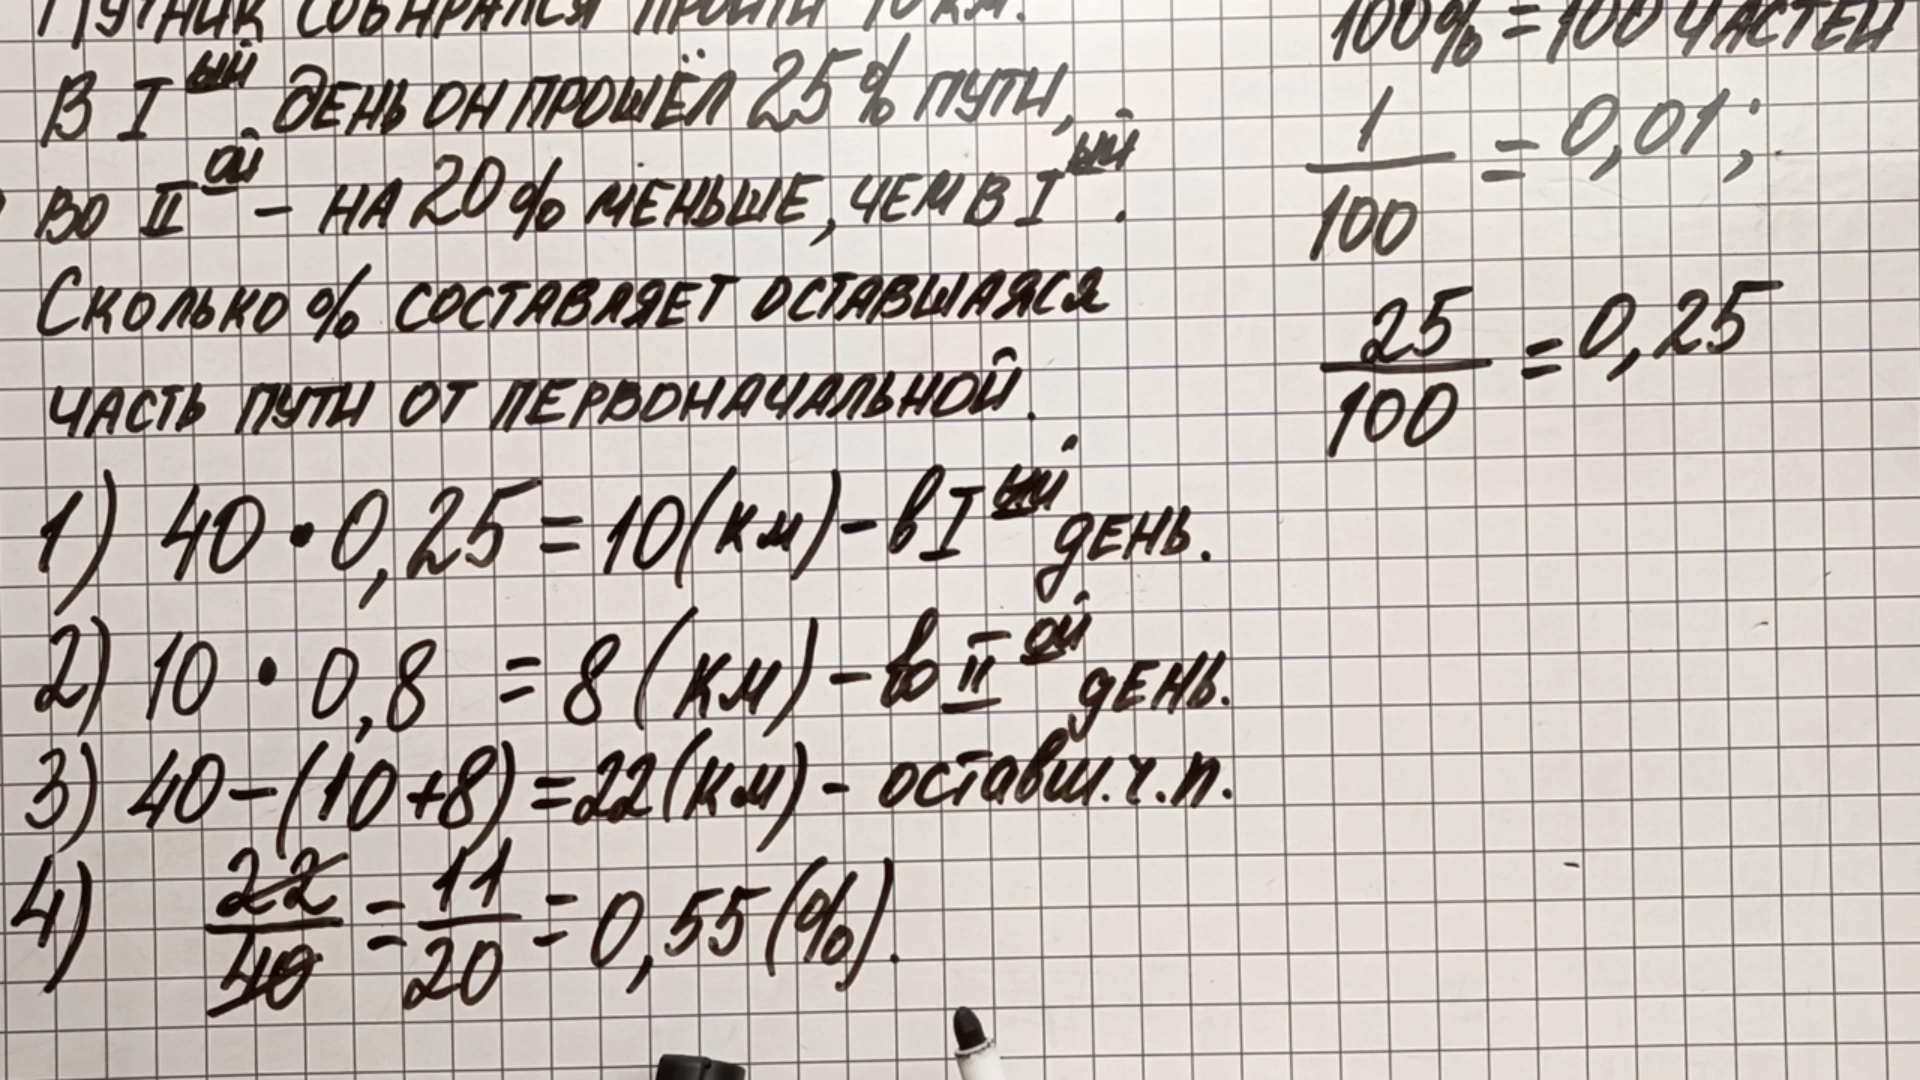 Путник собирался пройти 40 км.
В I ый день он прошёл 25% пути,
во II ой – на 20% меньше, чем в I ый.
Сколько % составляет оставшаяся
часть пути от первоначальной.
1) 40 · 0,25 = 10 (км) – в I ый день.
2) 10 · 0,8 = 8 (км) – во II ой день.
3) 40 – (10 + 8) = 22 (км) – оставш. ч. п.
4) 22/40 = 11/20 = 0,55 (%).
100% = 100 частей
1/100 = 0,01;
25/100 = 0,25